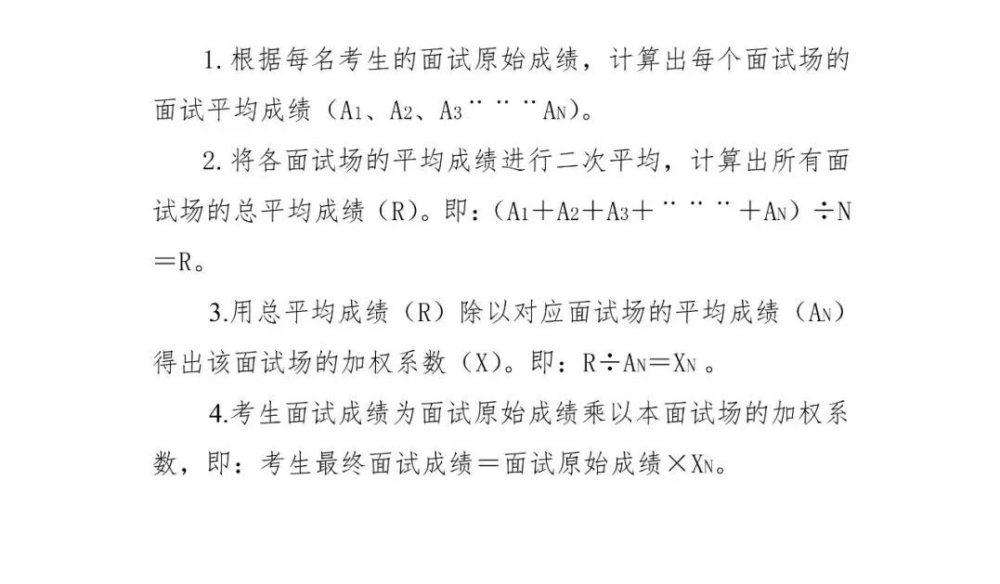 1.根据每名考生的面试原始成绩，计算出每个面试场的
面试平均成绩（A1、A2、A3¨ ¨ ¨AN）。
2.将各面试场的平均成绩进行二次平均，计算出所有面
试场的总平均成绩（R）。即：（A1＋A2＋A3＋¨ ¨ ¨＋AN）÷N
＝R。
3.用总平均成绩（R）除以对应面试场的平均成绩（AN）
得出该面试场的加权系数（X）。即：R÷AN＝XN 。
4.考生面试成绩为面试原始成绩乘以本面试场的加权系
数，即：考生最终面试成绩＝面试原始成绩×XN。